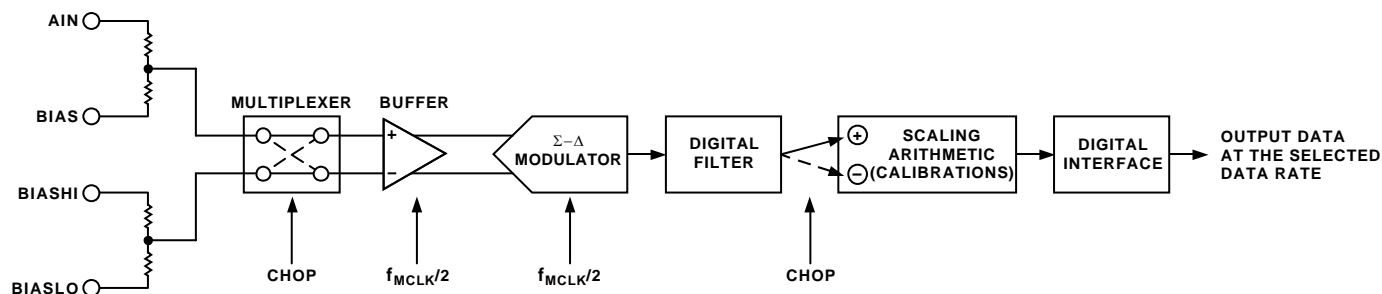 AIN
BIAS
BIASHI
BIASLO
MULTIPLEXER
CHOP
BUFFER
+
−
fMCLK/2
Σ−Δ
MODULATOR
fMCLK/2
DIGITAL
FILTER
CHOP
+
−
SCALING
ARITHMETIC
(CALIBRATIONS)
DIGITAL
INTERFACE
OUTPUT DATA
AT THE SELECTED
DATA RATE